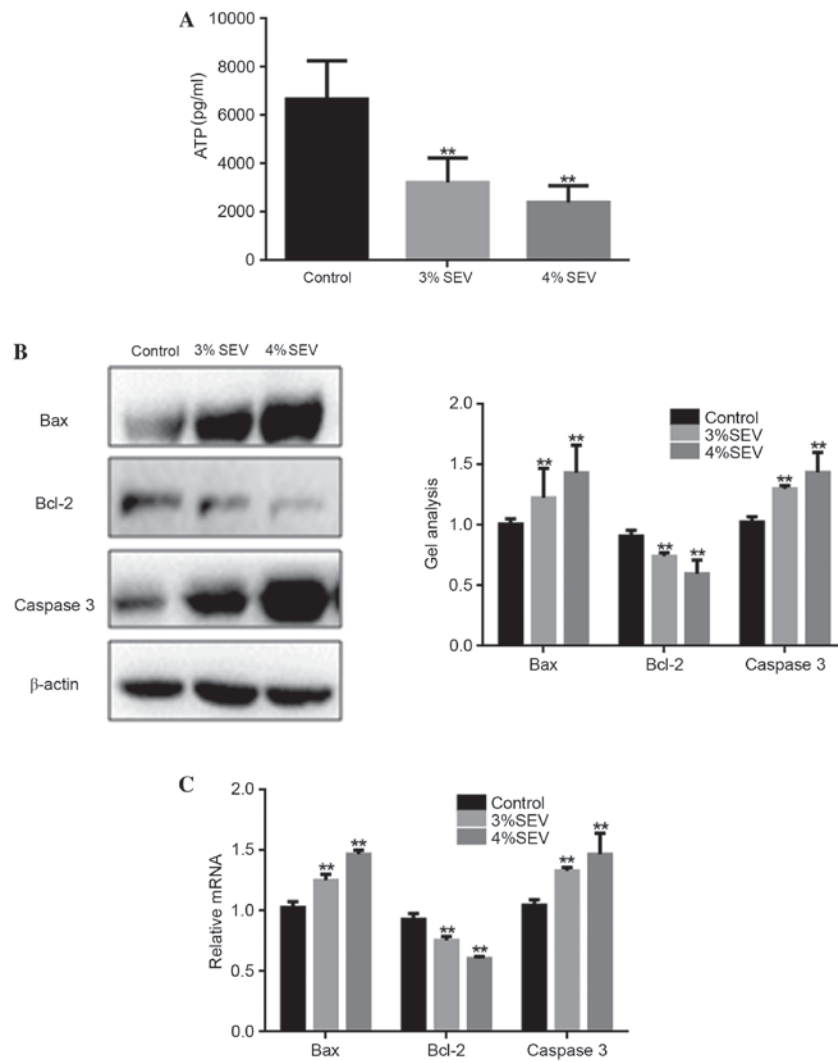 A
10000
8000
6000
4000
2000
0
ATP (pg/ml)
**
**
Control 3% SEV 4% SEV
B
Control 3% SEV 4%SEV
Bax
Bcl-2
Caspase 3
β-actin
2.0
1.5
1.0
0.5
0.0
Gel analysis
Control
3%SEV
4%SEV
**
**
**
**
**
**
Bax Bcl-2 Caspase 3
C
2.0
1.5
1.0
0.5
0.0
Relative mRNA
Control
3%SEV
4%SEV
**
**
**
**
**
**
Bax Bcl-2 Caspase 3